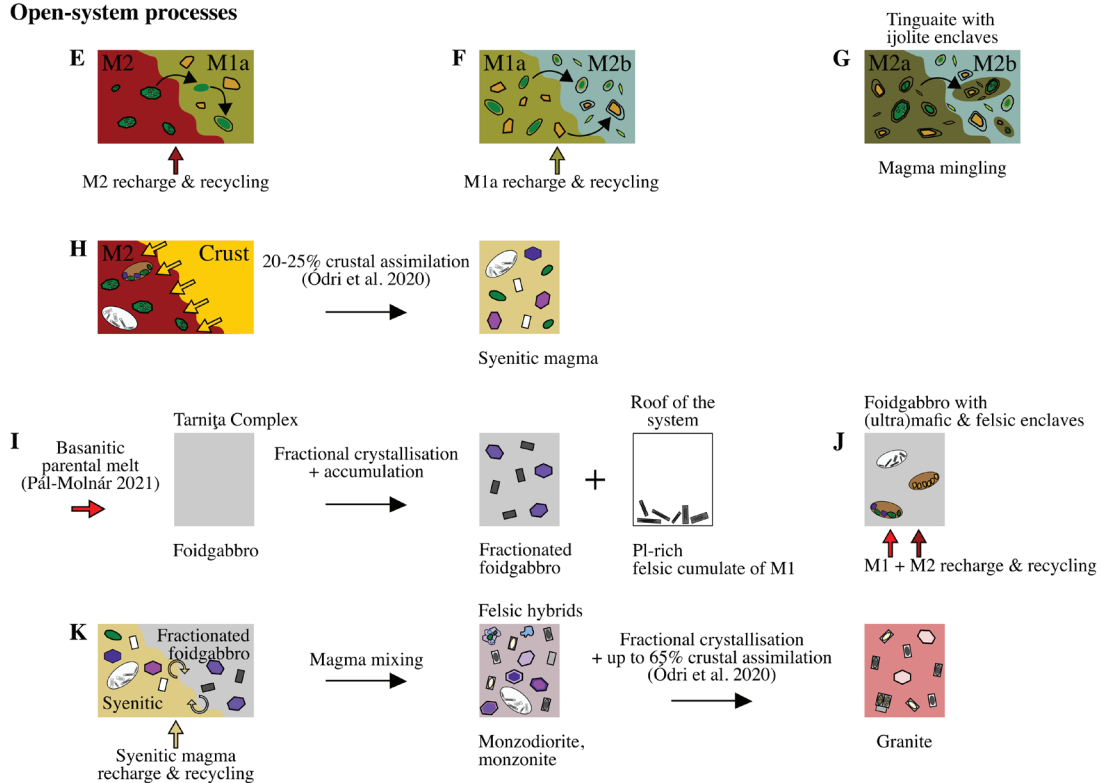 Open-system processes
E
M2
M1a
M2 recharge & recycling
F
M1a
M2b
M1a recharge & recycling
Tinguaite with
ijolite enclaves
G
M2a
M2b
Magma mingling
H
M2
Crust
20-25% crustal assimilation
(Ódri et al. 2020)
Syenitic magma
I
Basanitic
parental melt
(Pál-Molnár 2021)
Tarniţa Complex
Foidgabbro
Fractional crystallisation
+ accumulation
Fractionated
foidgabbro
+
Roof of the
system
Pl-rich
felsic cumulate of M1
J
Foidgabbro with
(ultra)mafic & felsic enclaves
M1 + M2 recharge & recycling
K
Fractionated
foidgabbro
Syenitic
Syenitic magma
recharge & recycling
Magma mixing
Felsic hybrids
Monzodiorite,
monzonite
Fractional crystallisation
+ up to 65% crustal assimilation
(Ódri et al. 2020)
Granite